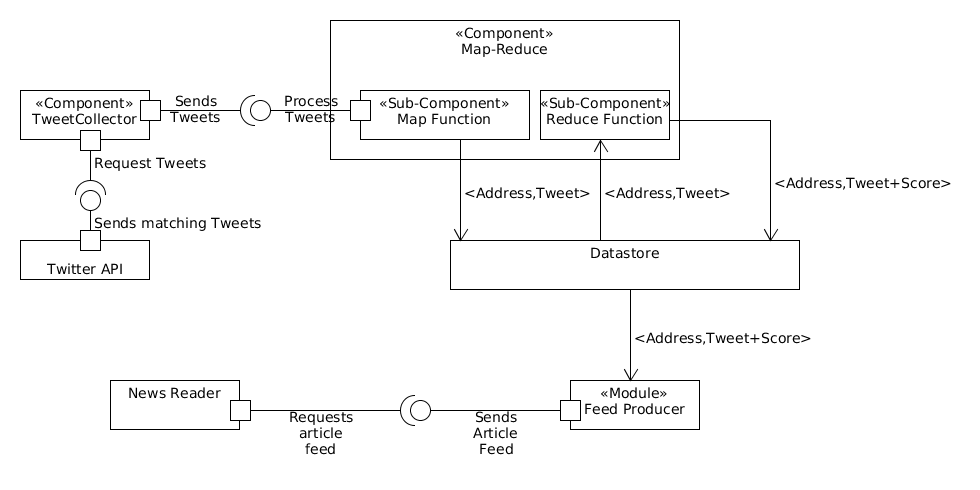 «Component»
Map-Reduce
«Component»
TweetCollector
Sends
Tweets
Process
Tweets
«Sub-Component»
Map Function
«Sub-Component»
Reduce Function
Request Tweets
Sends matching Tweets
Twitter API
<Address,Tweet>
<Address,Tweet>
<Address,Tweet+Score>
Datastore
<Address,Tweet+Score>
News Reader
Requests
article
feed
Sends
Article
Feed
«Module»
Feed Producer